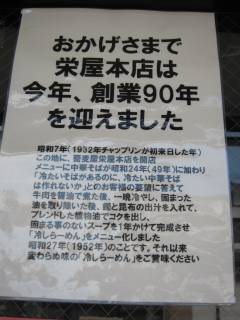 おかげさまで
栄屋本店は
今年、創業90年
を迎えました
昭和7年(1932年チャップリンが初来日した年)
この地に、蕎麦屋栄屋本店を開店
メニューに中華そばが昭和24年(49年)に加わり
「冷たいそばがあるのに、冷たい中華そば
は作れないか」とのお客様の要望に答えて
牛肉を醤油で煮た後、一晩冷やし、固まった
油を取り除いた後、鰹と昆布の出汁を入れて、
ブレンドした植物油でコクを出し、
固まる事のないスープを1年かけて完成させ
「冷しらーめん」をメニュー化しました
昭和27年(1952年)のことです。それ以来
変わらぬ味の「冷しらーめん」をご賞味ください